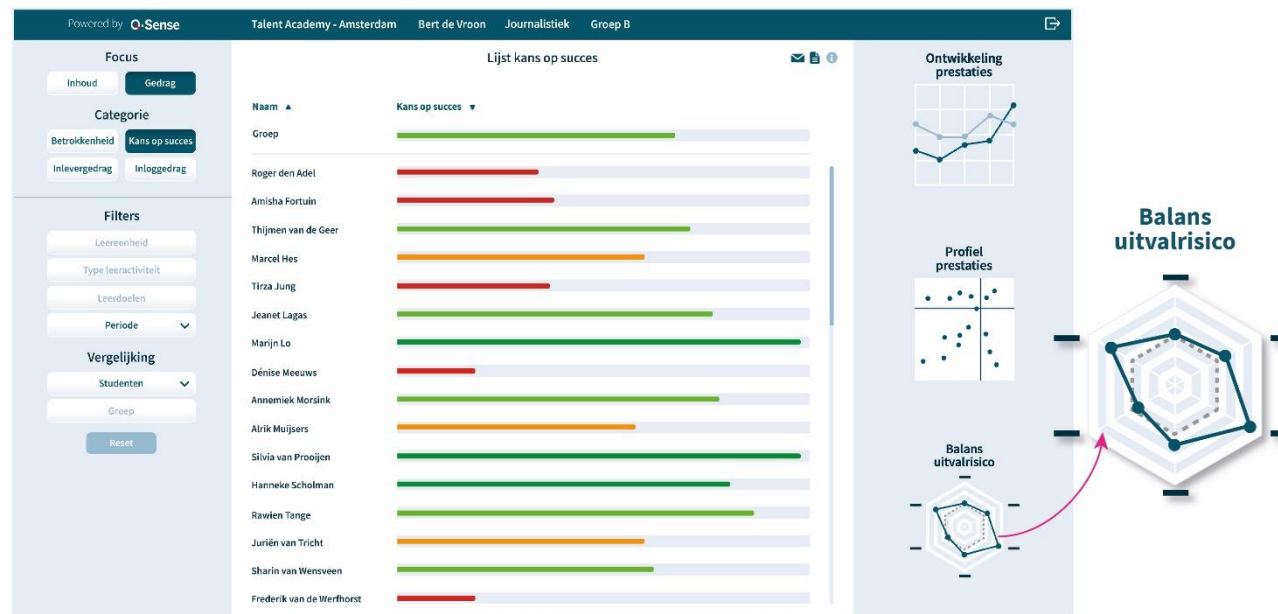 Powered by Q-Sense
Talent Academy - Amsterdam Bert de Vroon Journalistiek Groep B
Focus
Inhoud Gedrag
Categorie
Betrokkenheid Kans op succes
Inlevergedrag Inloggedrag
Filters
Leereenheid
Type leeractiviteit
Leerdoelen
Periode
Vergelijking
Studenten
Groep
Reset
Lijst kans op succes
Naam Kans op succes
Groep
Roger den Adel
Amisha Fortuin
Thijmen van de Geer
Marcel Hes
Tirza Jung
Jeanet Lagas
Marijn Lo
Dénise Meeuws
Annemiek Morsink
Alrik Muijsers
Silvia van Prooijen
Hanneke Scholman
Rawien Tange
Juriën van Tricht
Sharin van Wensveen
Frederik van de Werfhorst
Ontwikkeling
prestaties
Profiel
prestaties
Balans
uitvalrisico
Balans
uitvalrisico